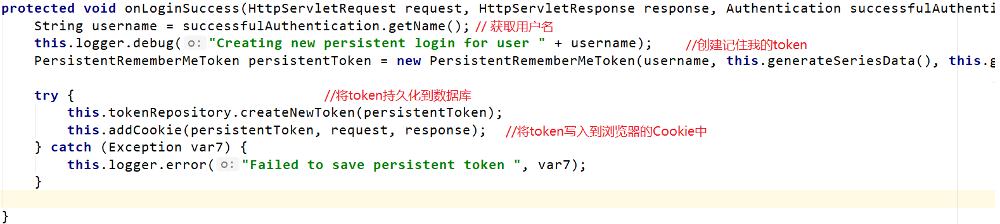 protected void onLoginSuccess(HttpServletRequest request, HttpServletResponse response, Authentication successfulAuthenti
String username = successfulAuthentication.getName(); // 获取用户名
this.logger.debug( o: "Creating new persistent login for user " + username); //创建记住我的token
PersistentRememberMeToken persistentToken = new PersistentRememberMeToken(username, this.generateSeriesData(), this.g
try { //将token持久化到数据库
this.tokenRepository.createNewToken(persistentToken);
this.addCookie(persistentToken, request, response); //将token写入到浏览器的Cookie中
} catch (Exception var7) {
this.logger.error( o: "Failed to save persistent token ", var7);
}
}